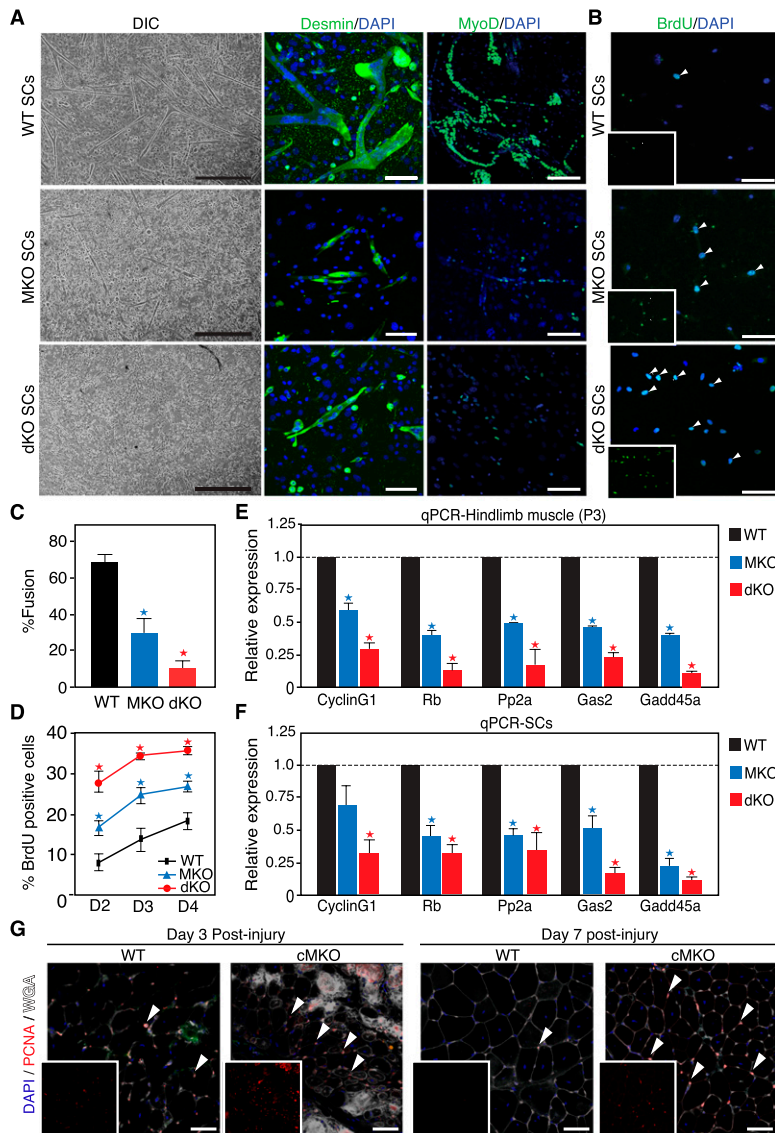 A
DIC
Desmin/DAPI
MyoD/DAPI
B
BrdU/DAPI
WT SCs
WT SCs
MKO SCs
MKO SCs
dKO SCs
dKO SCs
C
%Fusion
80
60
40
20
0
WT MKO dKO
D
% BrdU positive cells
40
30
20
10
0
WT
MKO
dKO
D2 D3 D4
E
qPCR-Hindlimb muscle (P3)
Relative expression
1.25
1.0
0.75
0.5
0.25
0
CyclinG1 Rb Pp2a Gas2 Gadd45a
WT
MKO
dKO
F
qPCR-SCs
Relative expression
1.25
1.0
0.75
0.5
0.25
0
CyclinG1 Rb Pp2a Gas2 Gadd45a
WT
MKO
dKO
G
Day 3 Post-injury
Day 7 post-injury
WT
cMKO
WT
cMKO
DAPI / PCNA / WGA